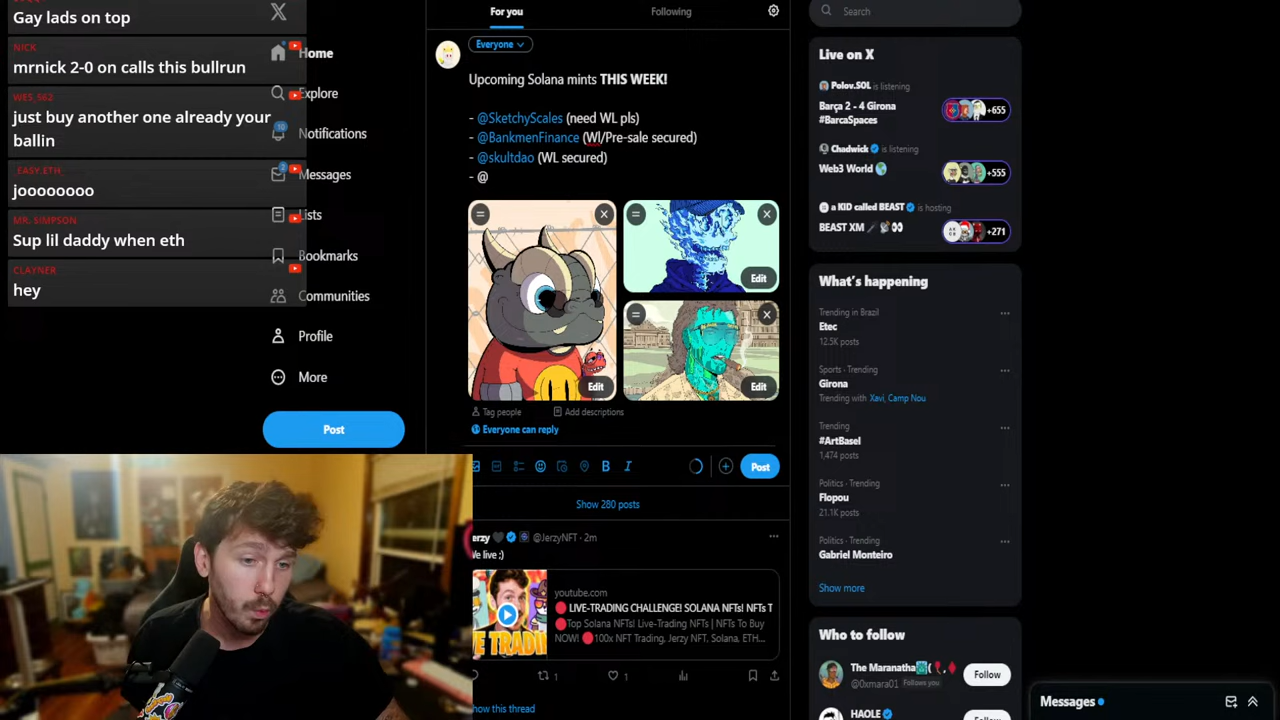 Gay lads on top
NICK
mrnick 2-0 on calls this bullrun
WES_562
just buy another one already your
ballin
EASY.ETH
joooooooo
MR. SIMPSON
Sup lil daddy when eth
CLAYNER
hey
Home
Explore
10
Notifications
2
Messages
Lists
Bookmarks
Communities
Profile
More
Post
For you
Following
Everyone
Upcoming Solana mints THIS WEEK!
- @SketchyScales (need WL pls)
- @BankmenFinance (Wl/Pre-sale secured)
- @skultdao (WL secured)
- @
Edit
Edit
Edit
Tag people
Add descriptions
Everyone can reply
B I
Post
Show 280 posts
erzy @JerzyNFT · 2m
We live ;)
youtube.com
LIVE-TRADING CHALLENGE! SOLANA NFTs! NFTs T
Top Solana NFTs! Live-Trading NFTs | NFTs To Buy
NOW! 100x NFT Trading, Jerzy NFT, Solana, ETH...
VE TRADIN
1
1
how this thread
Search
Live on X
Polov.SOL is listening
Barça 2 - 4 Girona
#BarcaSpaces
+655
Chadwick is listening
Web3 World
+555
a KID called BEAST is hosting
BEAST XM
+271
What's happening
Trending in Brazil
Etec
12.5K posts
Sports · Trending
Girona
Trending with Xavi, Camp Nou
Trending
#ArtBasel
1,474 posts
Politics · Trending
Flopou
21.1K posts
Politics · Trending
Gabriel Monteiro
Show more
Who to follow
The Maranatha
@0xmara01 Follows you
Follow
HAOLE
Messages